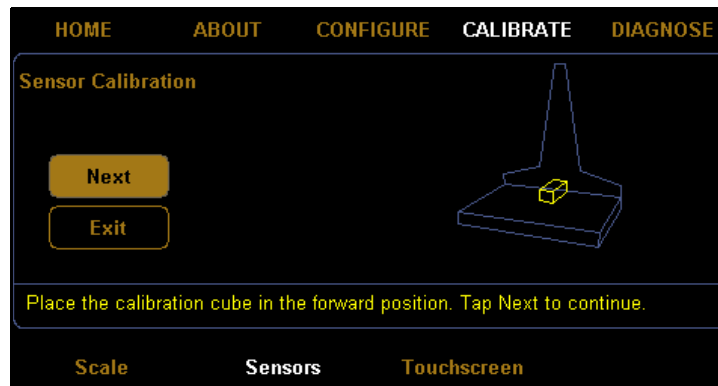 HOME ABOUT CONFIGURE CALIBRATE DIAGNOSE
Sensor Calibration
Next
Exit
Place the calibration cube in the forward position. Tap Next to continue.
Scale Sensors Touchscreen